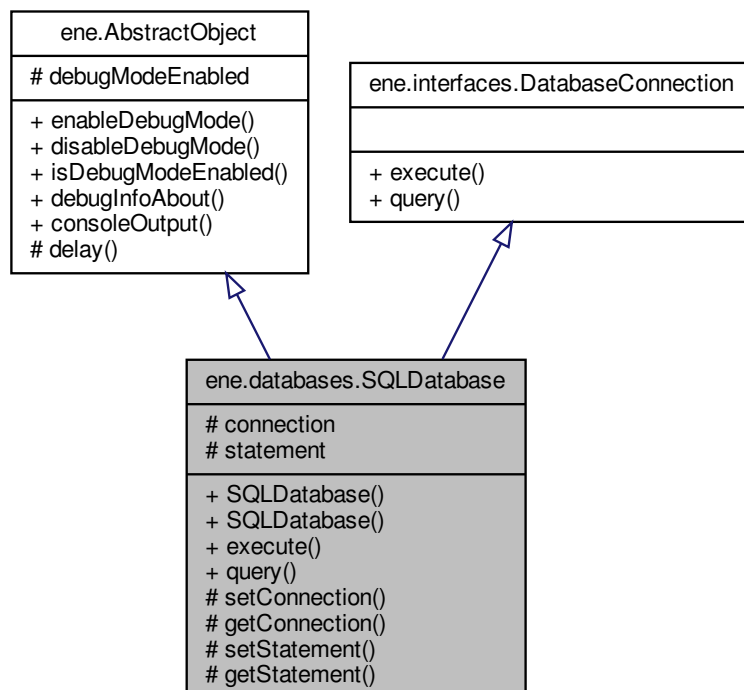 ene.AbstractObject
# debugModeEnabled
+ enableDebugMode()
+ disableDebugMode()
+ isDebugModeEnabled()
+ debugInfoAbout()
+ consoleOutput()
# delay()
ene.interfaces.DatabaseConnection
+ execute()
+ query()
ene.databases.SQLDatabase
# connection
# statement
+ SQLDatabase()
+ SQLDatabase()
+ execute()
+ query()
# setConnection()
# getConnection()
# setStatement()
# getStatement()